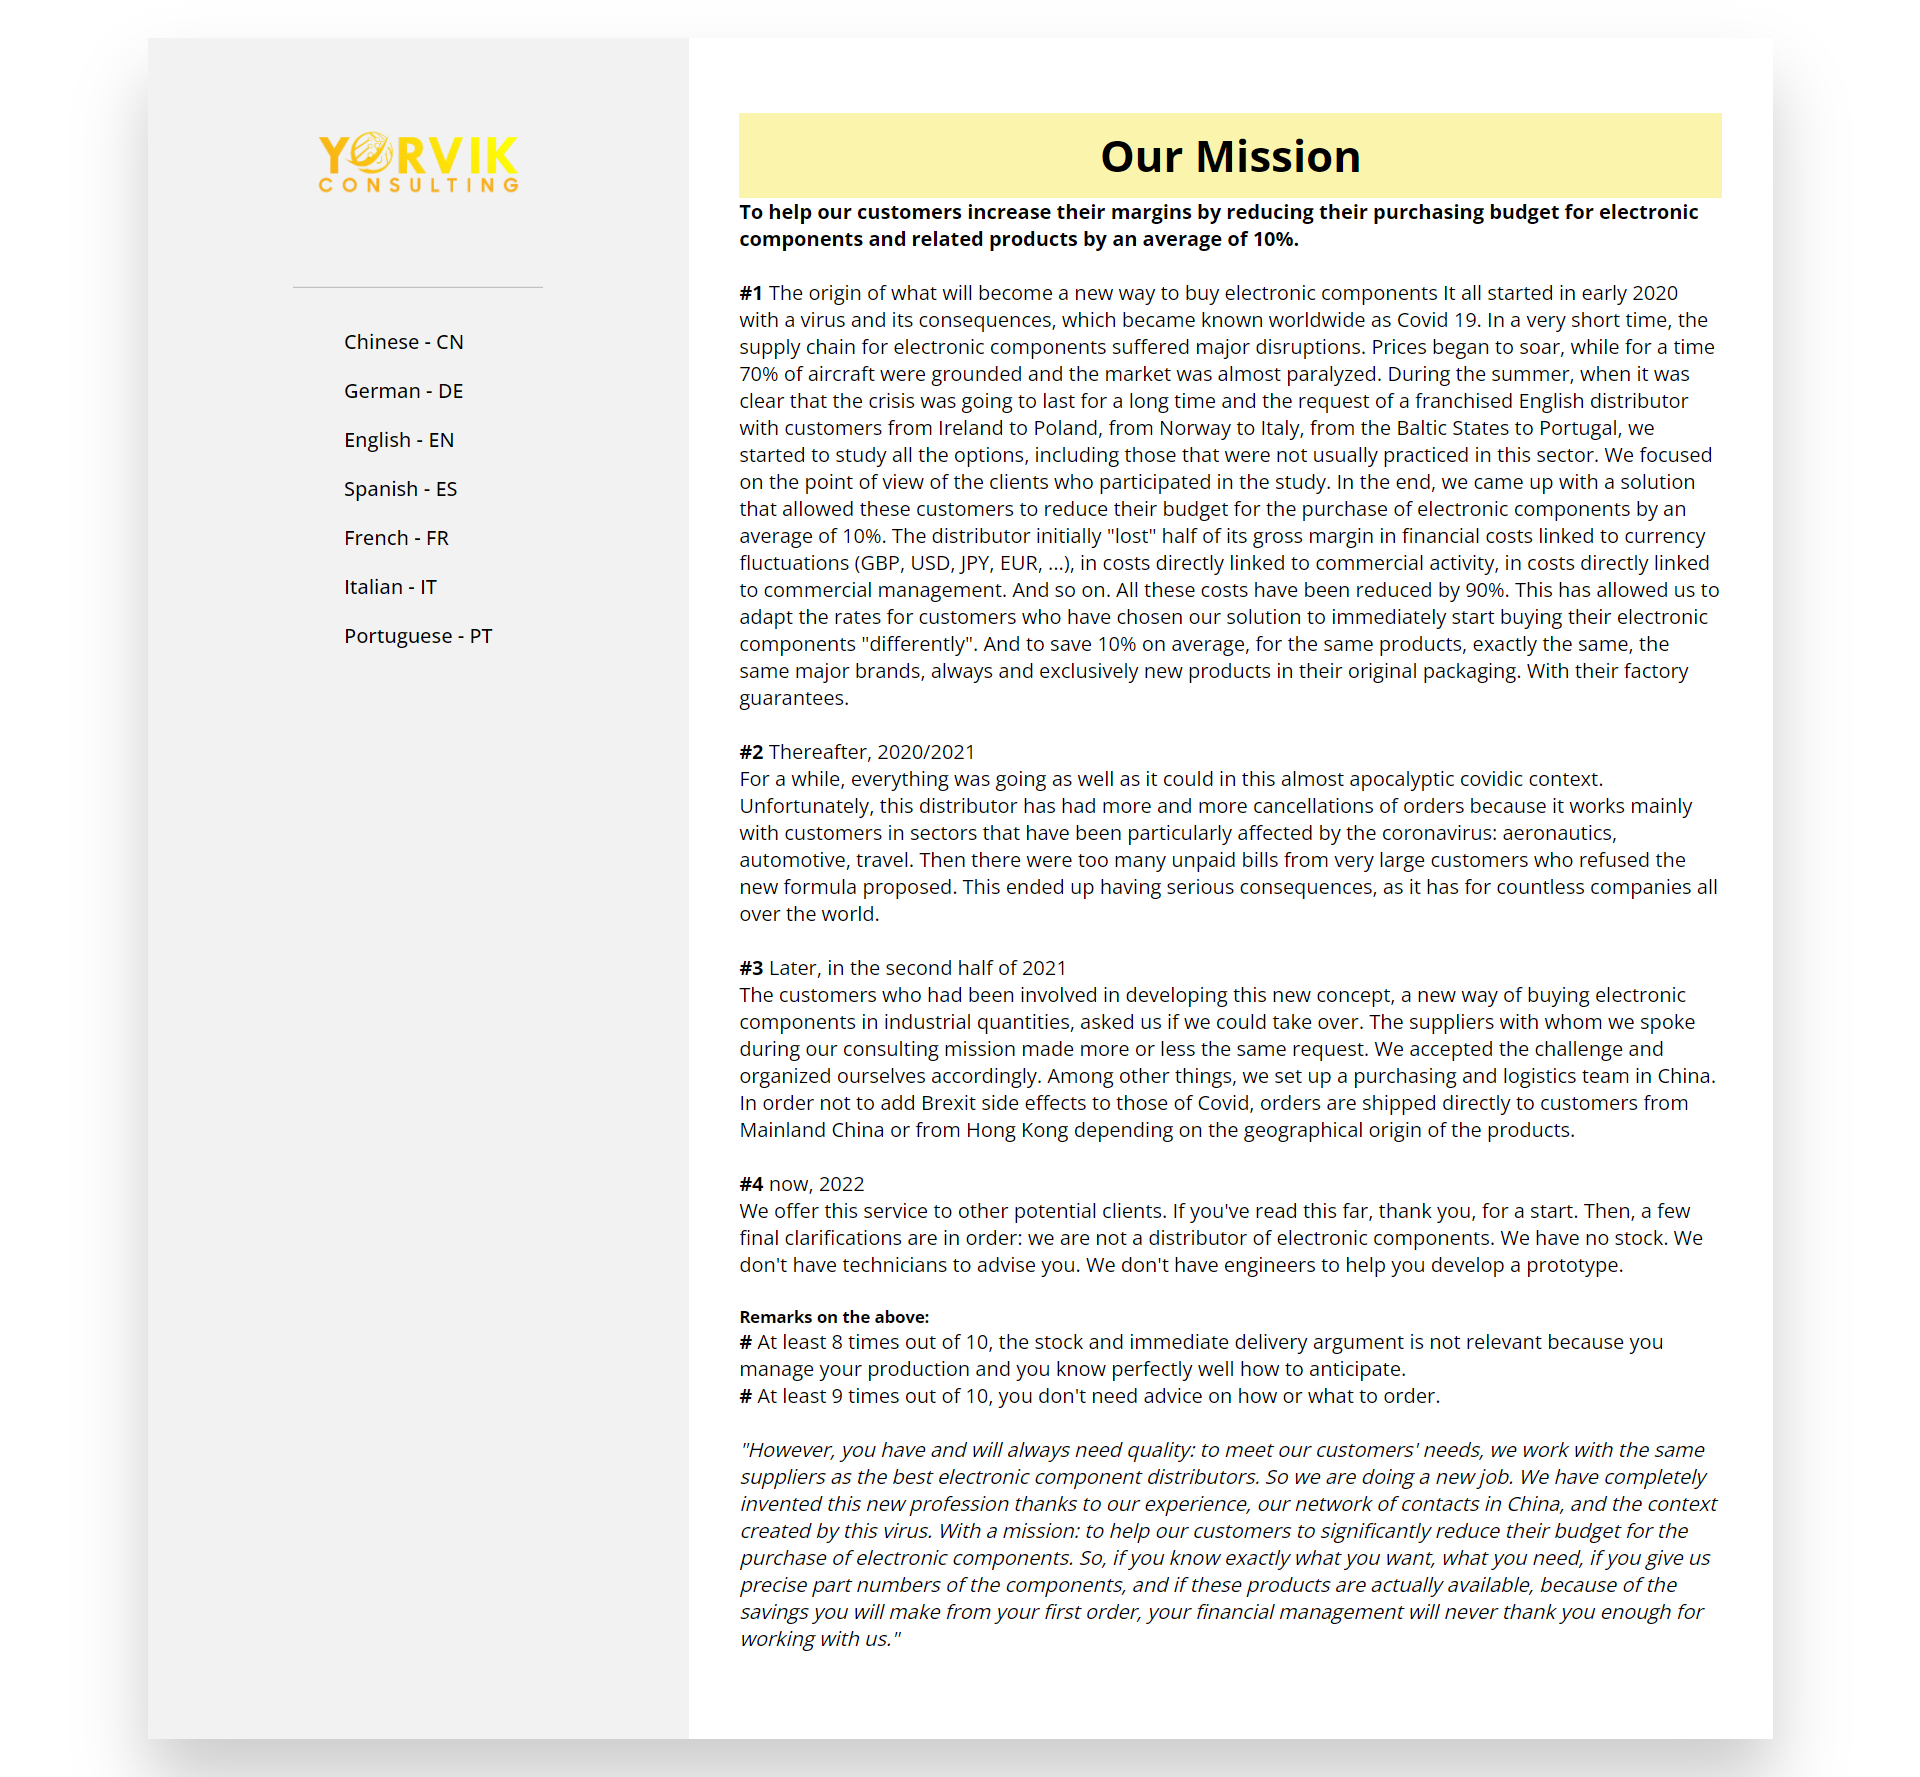 YORVIK
CONSULTING
Chinese - CN
German - DE
English - EN
Spanish - ES
French - FR
Italian - IT
Portuguese - PT
Our Mission
To help our customers increase their margins by reducing their purchasing budget for electronic
components and related products by an average of 10%.
#1 The origin of what will become a new way to buy electronic components It all started in early 2020
with a virus and its consequences, which became known worldwide as Covid 19. In a very short time, the
supply chain for electronic components suffered major disruptions. Prices began to soar, while for a time
70% of aircraft were grounded and the market was almost paralyzed. During the summer, when it was
clear that the crisis was going to last for a long time and the request of a franchised English distributor
with customers from Ireland to Poland, from Norway to Italy, from the Baltic States to Portugal, we
started to study all the options, including those that were not usually practiced in this sector. We focused
on the point of view of the clients who participated in the study. In the end, we came up with a solution
that allowed these customers to reduce their budget for the purchase of electronic components by an
average of 10%. The distributor initially "lost" half of its gross margin in financial costs linked to currency
fluctuations (GBP, USD, JPY, EUR, ...), in costs directly linked to commercial activity, in costs directly linked
to commercial management. And so on. All these costs have been reduced by 90%. This has allowed us to
adapt the rates for customers who have chosen our solution to immediately start buying their electronic
components "differently". And to save 10% on average, for the same products, exactly the same, the
same major brands, always and exclusively new products in their original packaging. With their factory
guarantees.
#2 Thereafter, 2020/2021
For a while, everything was going as well as it could in this almost apocalyptic covidic context.
Unfortunately, this distributor has had more and more cancellations of orders because it works mainly
with customers in sectors that have been particularly affected by the coronavirus: aeronautics,
automotive, travel. Then there were too many unpaid bills from very large customers who refused the
new formula proposed. This ended up having serious consequences, as it has for countless companies all
over the world.
#3 Later, in the second half of 2021
The customers who had been involved in developing this new concept, a new way of buying electronic
components in industrial quantities, asked us if we could take over. The suppliers with whom we spoke
during our consulting mission made more or less the same request. We accepted the challenge and
organized ourselves accordingly. Among other things, we set up a purchasing and logistics team in China.
In order not to add Brexit side effects to those of Covid, orders are shipped directly to customers from
Mainland China or from Hong Kong depending on the geographical origin of the products.
#4 now, 2022
We offer this service to other potential clients. If you've read this far, thank you, for a start. Then, a few
final clarifications are in order: we are not a distributor of electronic components. We have no stock. We
don't have technicians to advise you. We don't have engineers to help you develop a prototype.
Remarks on the above:
# At least 8 times out of 10, the stock and immediate delivery argument is not relevant because you
manage your production and you know perfectly well how to anticipate.
# At least 9 times out of 10, you don't need advice on how or what to order.
"However, you have and will always need quality: to meet our customers' needs, we work with the same
suppliers as the best electronic component distributors. So we are doing a new job. We have completely
invented this new profession thanks to our experience, our network of contacts in China, and the context
created by this virus. With a mission: to help our customers to significantly reduce their budget for the
purchase of electronic components. So, if you know exactly what you want, what you need, if you give us
precise part numbers of the components, and if these products are actually available, because of the
savings you will make from your first order, your financial management will never thank you enough for
working with us."